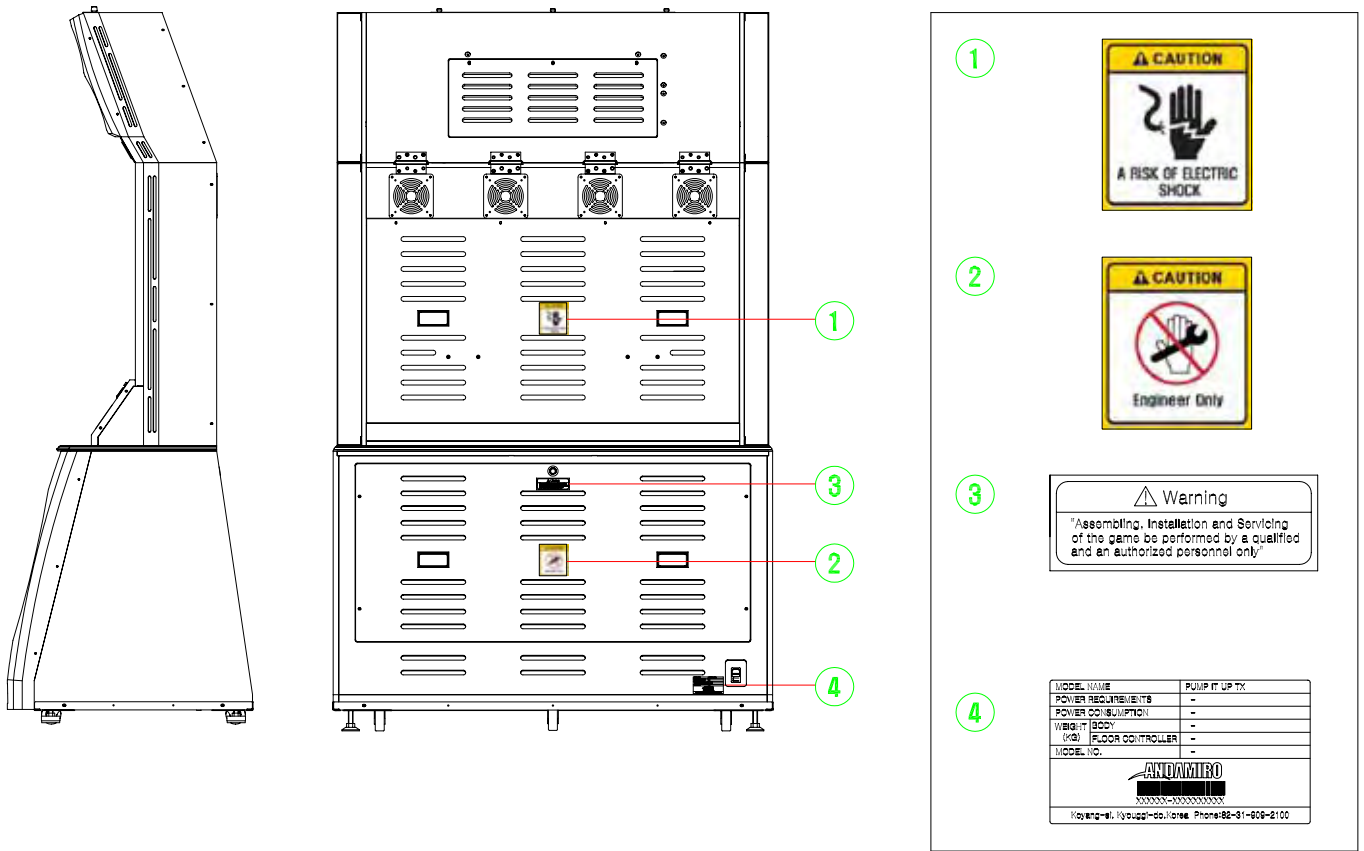 1
CAUTION
A RISK OF ELECTRIC
SHOCK
2
CAUTION
Engineer Only
3
Warning
"Assembling, Installation and Servicing
of the game be performed by a qualified
and an authorized personnel only"
4
MODEL NAME PUMP IT UP TX
POWER REQUIREMENTS -
POWER CONSUMPTION -
WEIGHT (KG) BODY -
FLOOR CONTROLLER -
MODEL NO. -
ANDAMIRO
XXXXXX-XXXXXXXXXX
Koyang-si, Kyouggi-do,Korea Phone:82-31-909-2100
1
3
2
4